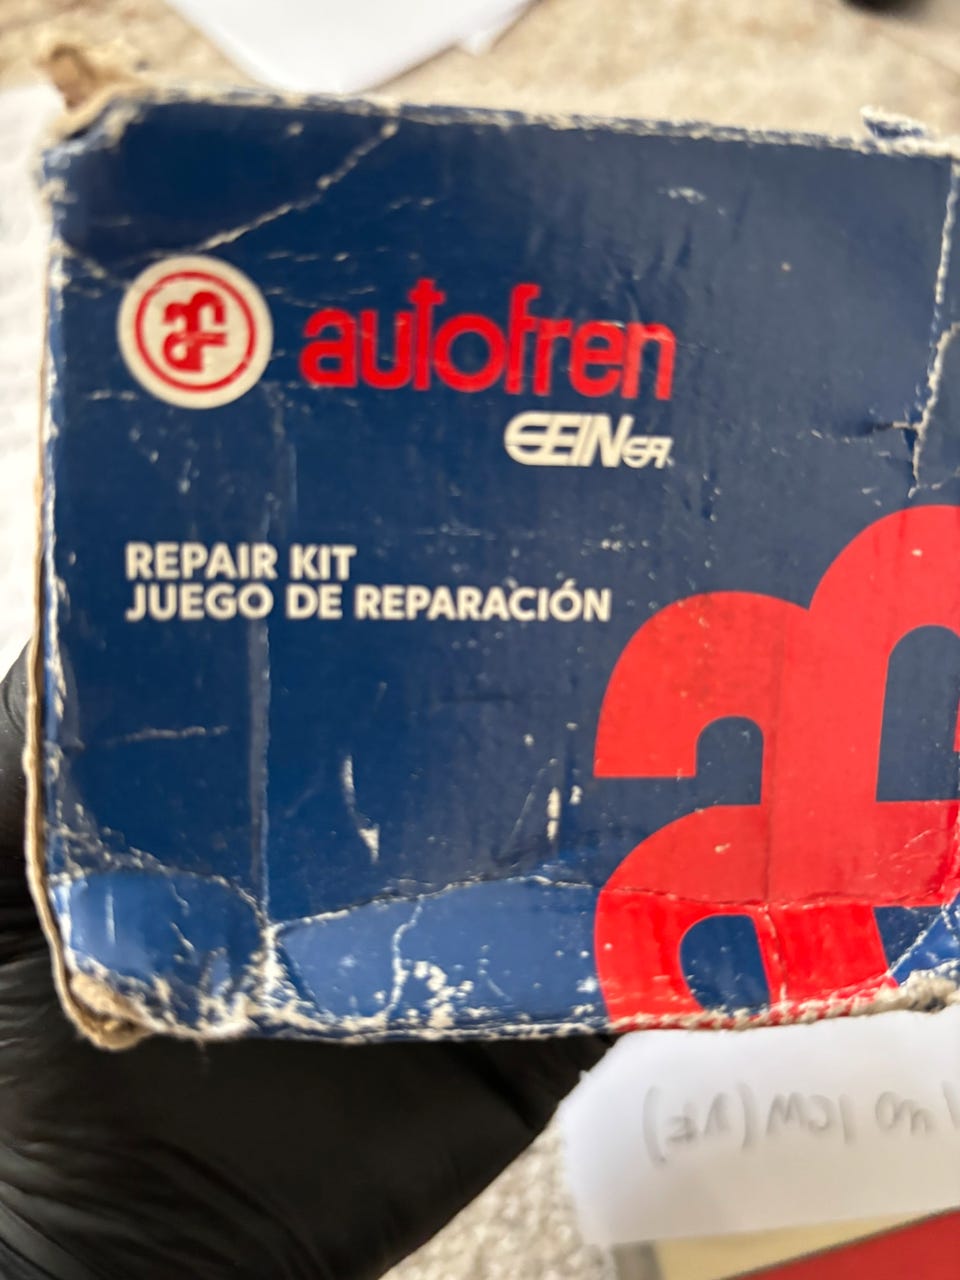 autofren
SEINSA
REPAIR KIT
JUEGO DE REPARACIÓN